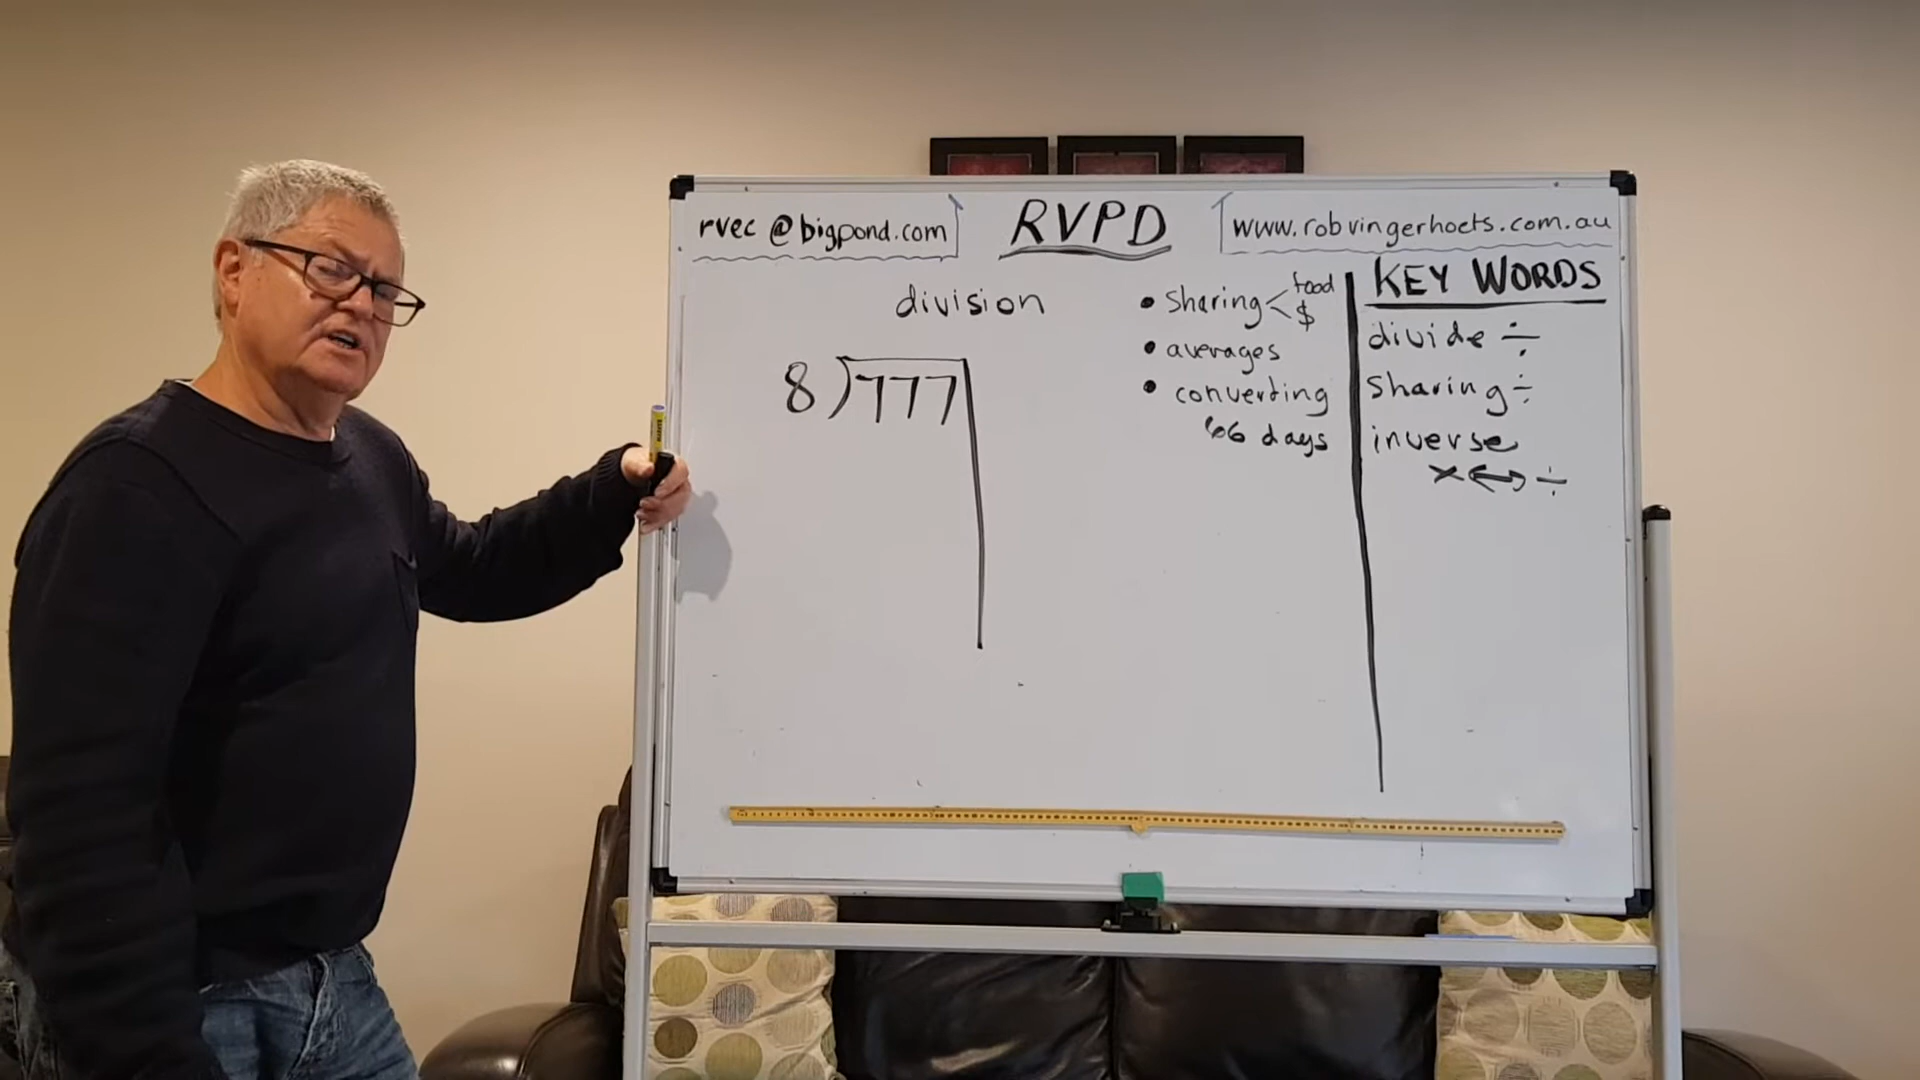 rvec @bigpond.com
RVPD
www.robvingerhoets.com.au
division
8)777
• Sharing < food
$
• averages
• converting
66 days
KEY WORDS
divide ÷
Sharing ÷
inverse
× ↔ ÷